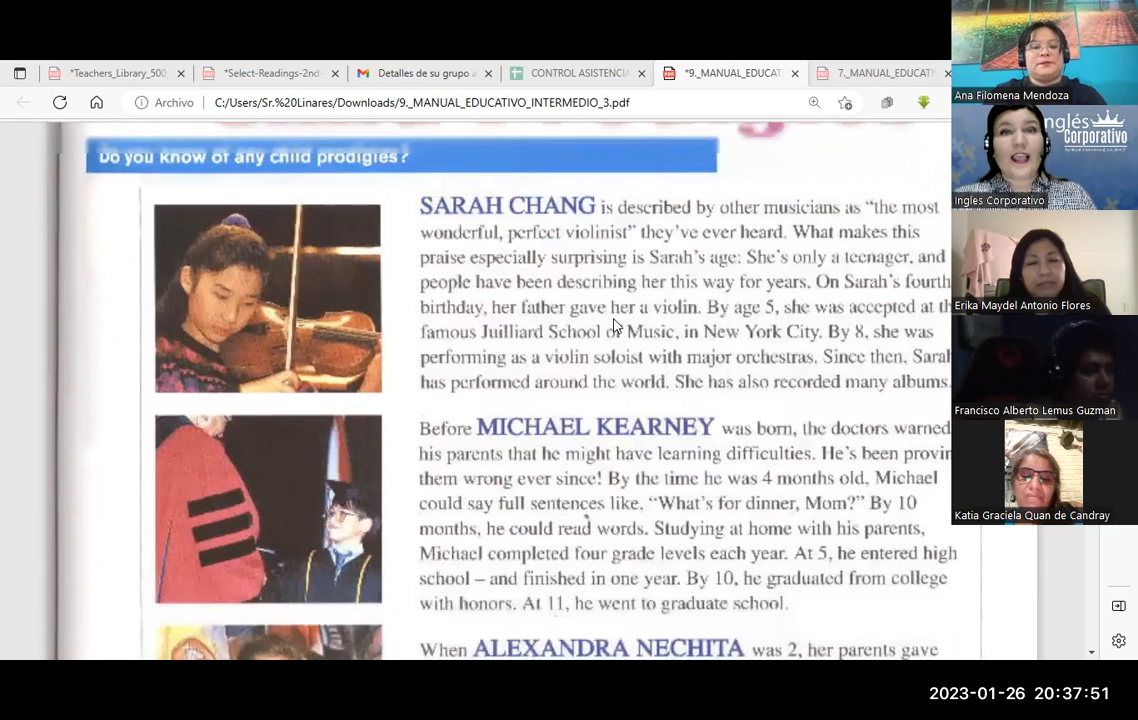 *Teachers_Library_500
*Select-Readings-2nd-
Detalles de su grupo
CONTROL ASISTENCIA
*9._MANUAL_EDUCAT
7._MANUAL_EDUCATI
Archivo
C:/Users/Sr.%20Linares/Downloads/9._MANUAL_EDUCATIVO_INTERMEDIO_3.pdf
Do you know of any child prodigies?
SARAH CHANG is described by other musicians as “the most
wonderful, perfect violinist” they’ve ever heard. What makes this
praise especially surprising is Sarah’s age: She’s only a teenager, and
people have been describing her this way for years. On Sarah’s fourth
birthday, her father gave her a violin. By age 5, she was accepted at th
famous Juilliard School of Music, in New York City. By 8, she was
performing as a violin soloist with major orchestras. Since then, Sarah
has performed around the world. She has also recorded many albums.
Before MICHAEL KEARNEY was born, the doctors warned
his parents that he might have learning difficulties. He’s been provin
them wrong ever since! By the time he was 4 months old, Michael
could say full sentences like, “What’s for dinner, Mom?” By 10
months, he could read words. Studying at home with his parents,
Michael completed four grade levels each year. At 5, he entered high
school – and finished in one year. By 10, he graduated from college
with honors. At 11, he went to graduate school.
When ALEXANDRA NECHITA was 2, her parents gave
Ana Filomena Mendoza
Inglés
Corporativo
Ingles Corporativo
Erika Maydel Antonio Flores
Francisco Alberto Lemus Guzman
Katia Graciela Quan de Candray
2023-01-26 20:37:51